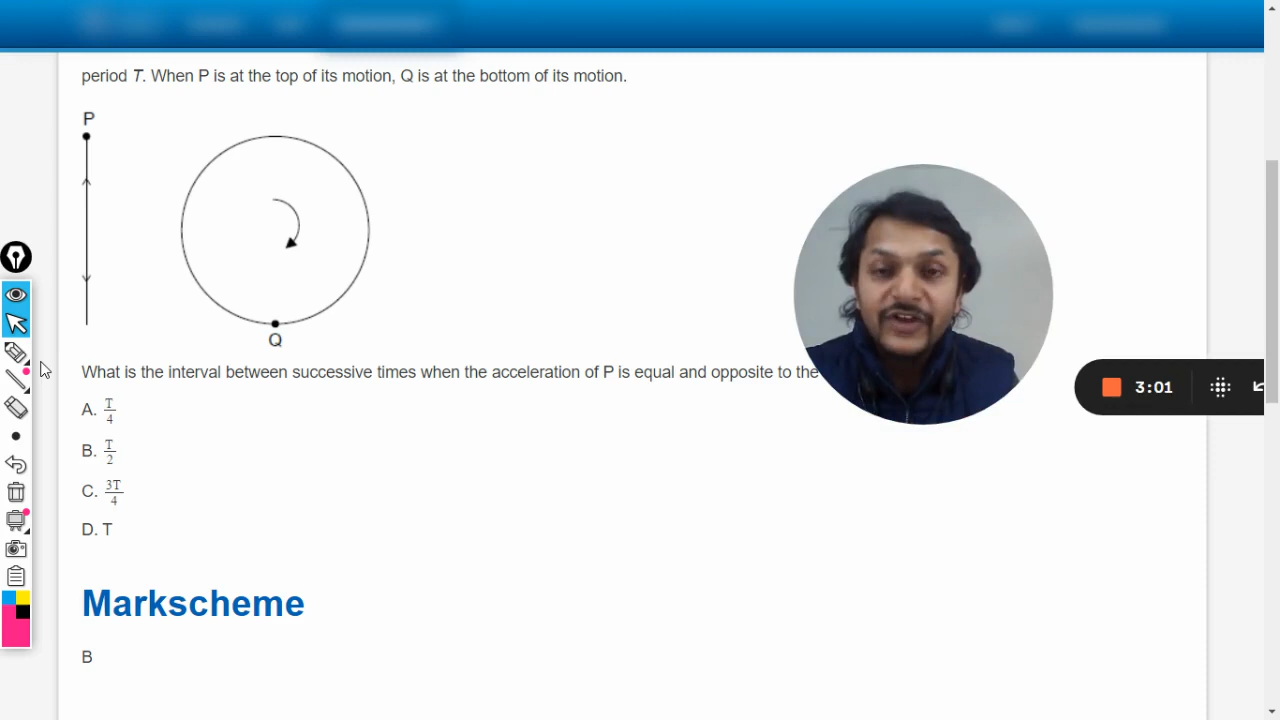 period T. When P is at the top of its motion, Q is at the bottom of its motion.
P
Q
What is the interval between successive times when the acceleration of P is equal and opposite to the
A. T/4
B. T/2
C. 3T/4
D. T
3:01
Markscheme
B